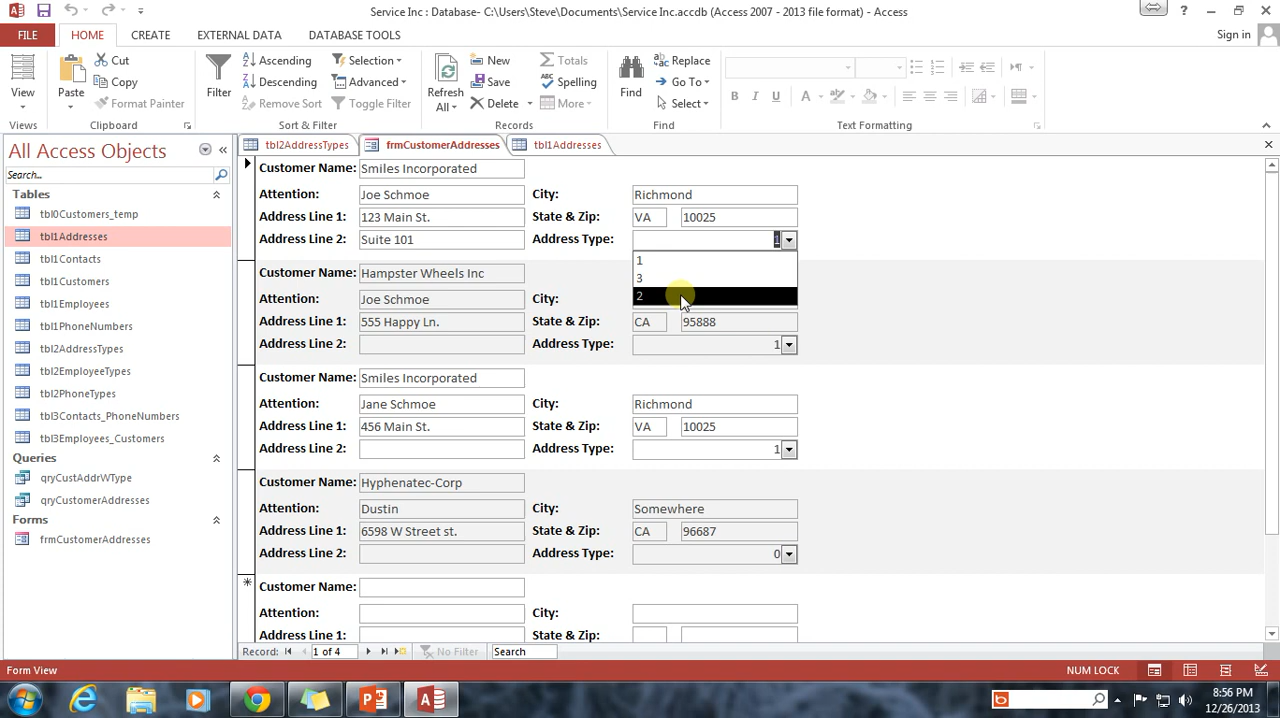 Service Inc : Database- C:\Users\Steve\Documents\Service Inc.accdb (Access 2007 - 2013 file format) - Access
FILE HOME CREATE EXTERNAL DATA DATABASE TOOLS Sign in
View
Views
Paste
Cut
Copy
Format Painter
Clipboard
Filter
Ascending
Descending
Remove Sort
Selection
Advanced
Toggle Filter
Sort & Filter
Refresh
All
New
Save
Delete
Totals
Spelling
More
Records
Find
Replace
Go To
Select
Find
B I U A
Text Formatting
All Access Objects
Search...
Tables
tbl0Customers_temp
tbl1Addresses
tbl1Contacts
tbl1Customers
tbl1Employees
tbl1PhoneNumbers
tbl2AddressTypes
tbl2EmployeeTypes
tbl2PhoneTypes
tbl3Contacts_PhoneNumbers
tbl3Employees_Customers
Queries
qryCustAddrWType
qryCustomerAddresses
Forms
frmCustomerAddresses
tbl2AddressTypes frmCustomerAddresses tbl1Addresses
Customer Name: Smiles Incorporated
Attention: Joe Schmoe City: Richmond
Address Line 1: 123 Main St. State & Zip: VA 10025
Address Line 2: Suite 101 Address Type: 1
1
3
2
Customer Name: Hampster Wheels Inc
Attention: Joe Schmoe City:
Address Line 1: 555 Happy Ln. State & Zip: CA 95888
Address Line 2: Address Type: 1
Customer Name: Smiles Incorporated
Attention: Jane Schmoe City: Richmond
Address Line 1: 456 Main St. State & Zip: VA 10025
Address Line 2: Address Type: 1
Customer Name: Hyphenatec-Corp
Attention: Dustin City: Somewhere
Address Line 1: 6598 W Street st. State & Zip: CA 96687
Address Line 2: Address Type: 0
Customer Name:
Attention: City:
Address Line 1: State & Zip:
Record: 1 of 4 No Filter Search
Form View NUM LOCK
8:56 PM
12/26/2013